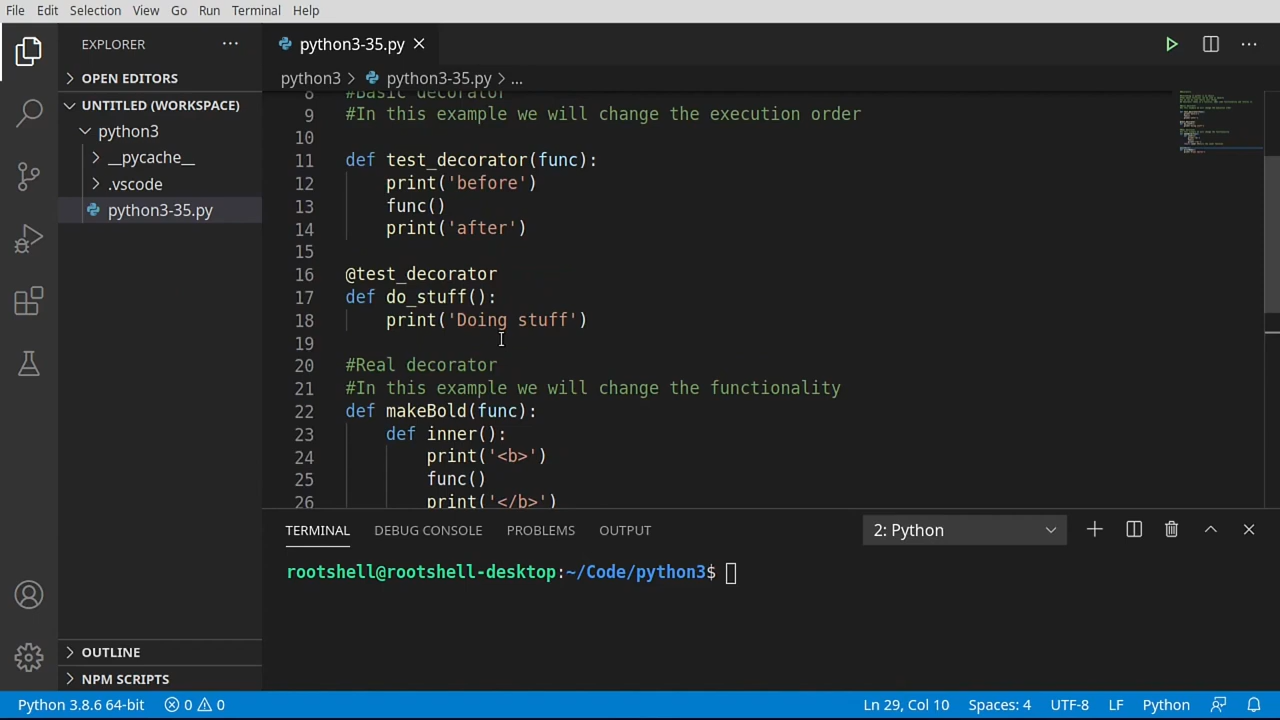 File Edit Selection View Go Run Terminal Help
EXPLORER ...
python3-35.py
OPEN EDITORS
UNTITLED (WORKSPACE)
python3
__pycache__
.vscode
python3-35.py
OUTLINE
NPM SCRIPTS
python3 > python3-35.py > ...
8 #Basic decorator
9 #In this example we will change the execution order
10
11 def test_decorator(func):
12     print('before')
13     func()
14     print('after')
15
16 @test_decorator
17 def do_stuff():
18     print('Doing stuff')
19
20 #Real decorator
21 #In this example we will change the functionality
22 def makeBold(func):
23     def inner():
24         print('<b>')
25         func()
26         print('</b>')
TERMINAL DEBUG CONSOLE PROBLEMS OUTPUT 2: Python
rootshell@rootshell-desktop:~/Code/python3$
Python 3.8.6 64-bit 0 0 Ln 29, Col 10 Spaces: 4 UTF-8 LF Python